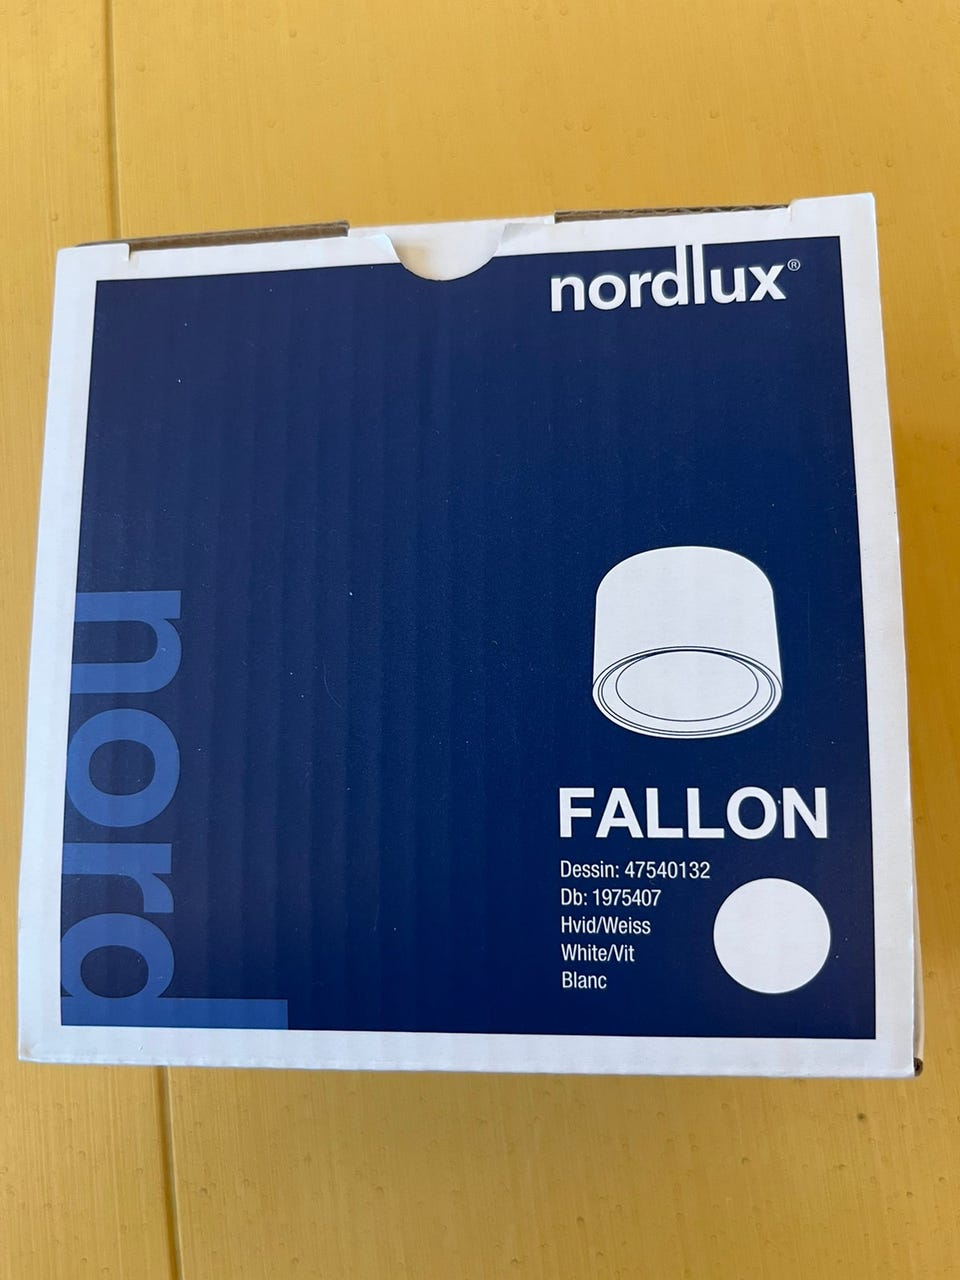 nordlux®
nord
FALLON
Dessin: 47540132
Db: 1975407
Hvid/Weiss
White/Vit
Blanc